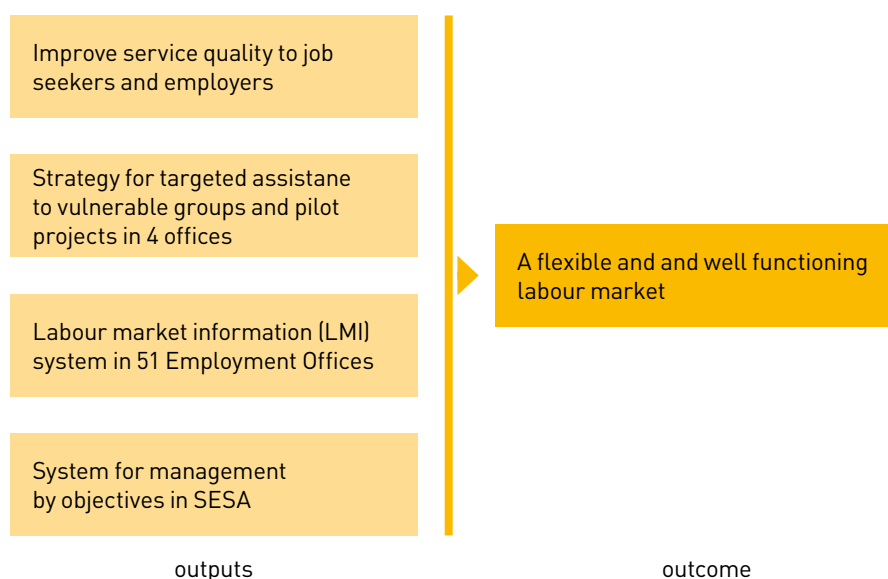 Improve service quality to job
seekers and employers
Strategy for targeted assistane
to vulnerable groups and pilot
projects in 4 offices
Labour market information (LMI)
system in 51 Employment Offices
System for management
by objectives in SESA
outputs
A flexible and and well functioning
labour market
outcome